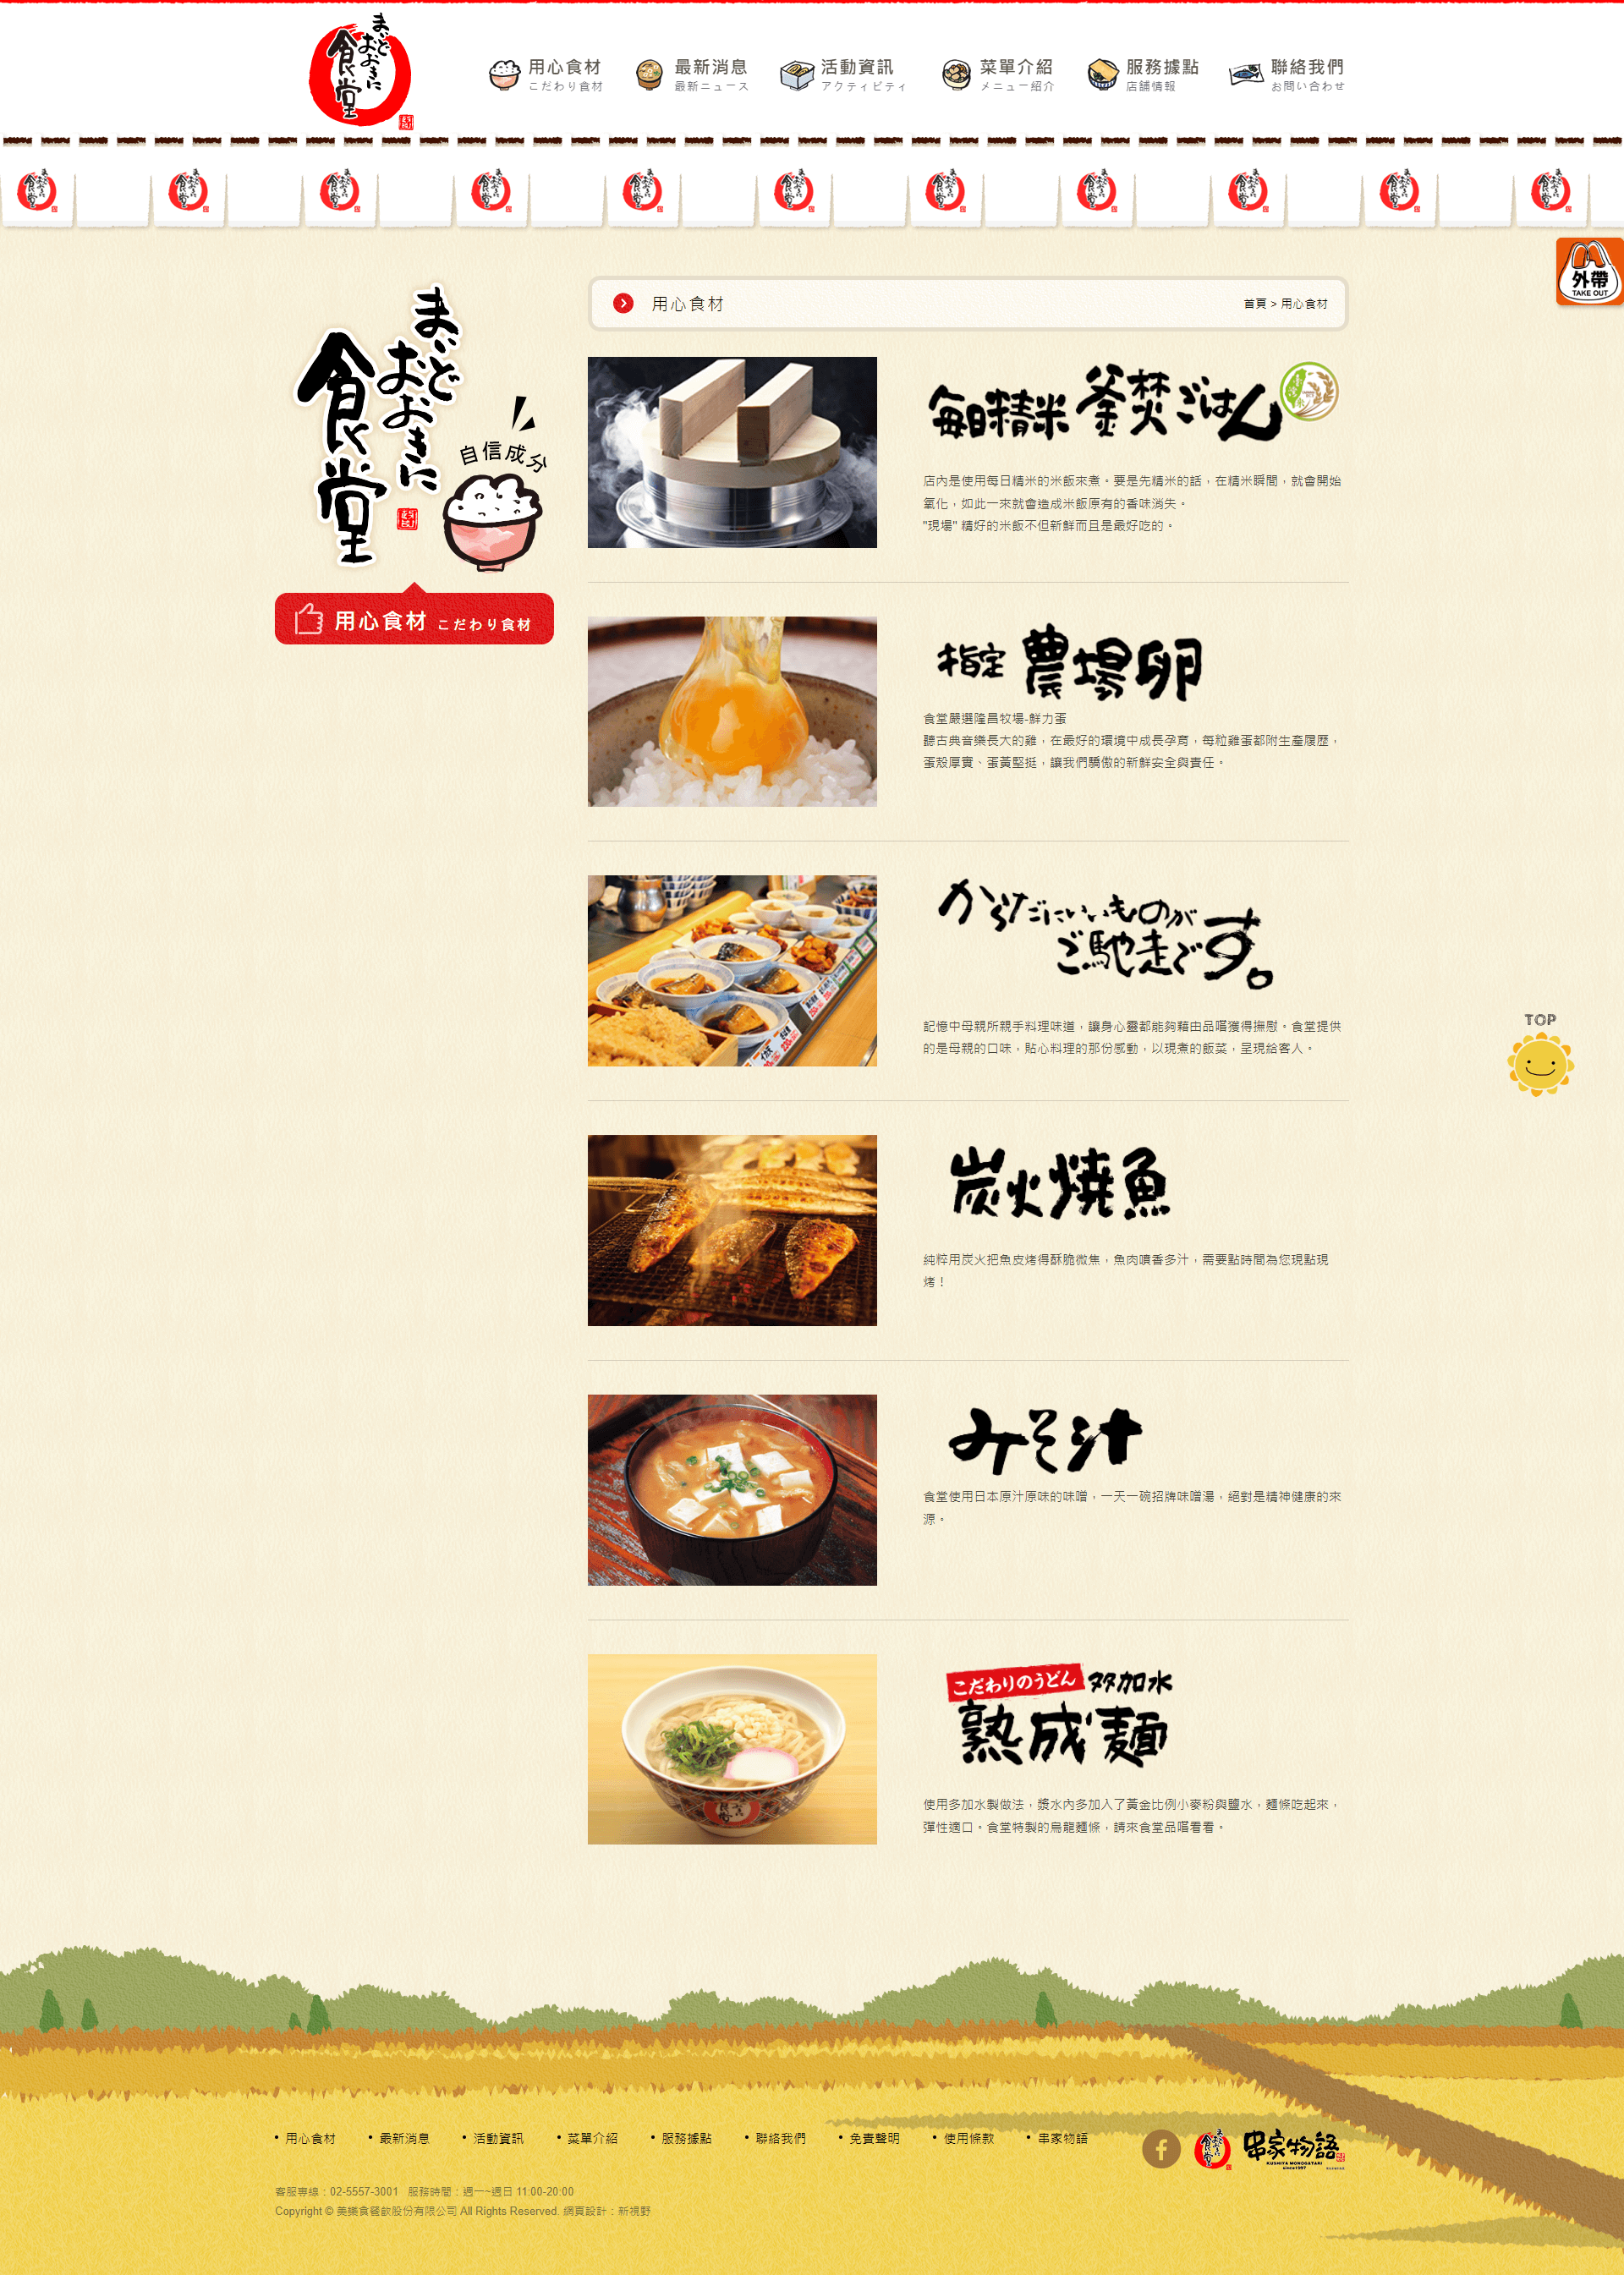 まいど
おおきに
食堂
用心食材
こだわり食材
最新消息
最新ニュース
活動資訊
アクティビティ
菜單介紹
メニュー紹介
服務據點
店舗情報
聯絡我們
お問い合わせ
外帶
TAKE OUT
まいど
おおきに
食堂
自信成分
用心食材 こだわり食材
用心食材
首頁 > 用心食材
毎日精米 釜焚ごはん
店內是使用每日精米的米飯來煮。要是先精米的話，在精米瞬間，就會開始
氧化，如此一來就會造成米飯原有的香味消失。
"現場" 精好的米飯不但新鮮而且是最好吃的。
指定 農場卵
食堂嚴選隆昌牧場-鮮力蛋
聽古典音樂長大的雞，在最好的環境中成長孕育，每粒雞蛋都附生產履歷，
蛋殼厚實、蛋黃堅挺，讓我們驕傲的新鮮安全與責任。
からだにいいものが
ご馳走です。
記憶中母親所親手料理味道，讓身心靈都能夠藉由品嚐獲得撫慰。食堂提供
的是母親的口味，貼心料理的那份感動，以現煮的飯菜，呈現給客人。
炭火燒魚
純粹用炭火把魚皮烤得酥脆微焦，魚肉噴香多汁，需要點時間為您現點現
烤！
みそ汁
食堂使用日本原汁原味的味噌，一天一碗招牌味噌湯，絕對是精神健康的來
源。
こだわりのうどん 多加水
熟成麺
使用多加水製做法，漿水內多加入了黃金比例小麥粉與鹽水，麵條吃起來，
彈性適口。食堂特製的烏龍麵條，請來食堂品嚐看看。
TOP
用心食材
最新消息
活動資訊
菜單介紹
服務據點
聯絡我們
免責聲明
使用條款
串家物語
串家物語
KUSHIYA MONOGATARI
since1997
客服專線：02-5557-3001 服務時間：週一~週日 11:00-20:00
Copyright © 美樂食餐飲股份有限公司 All Rights Reserved. 網頁設計：新視野